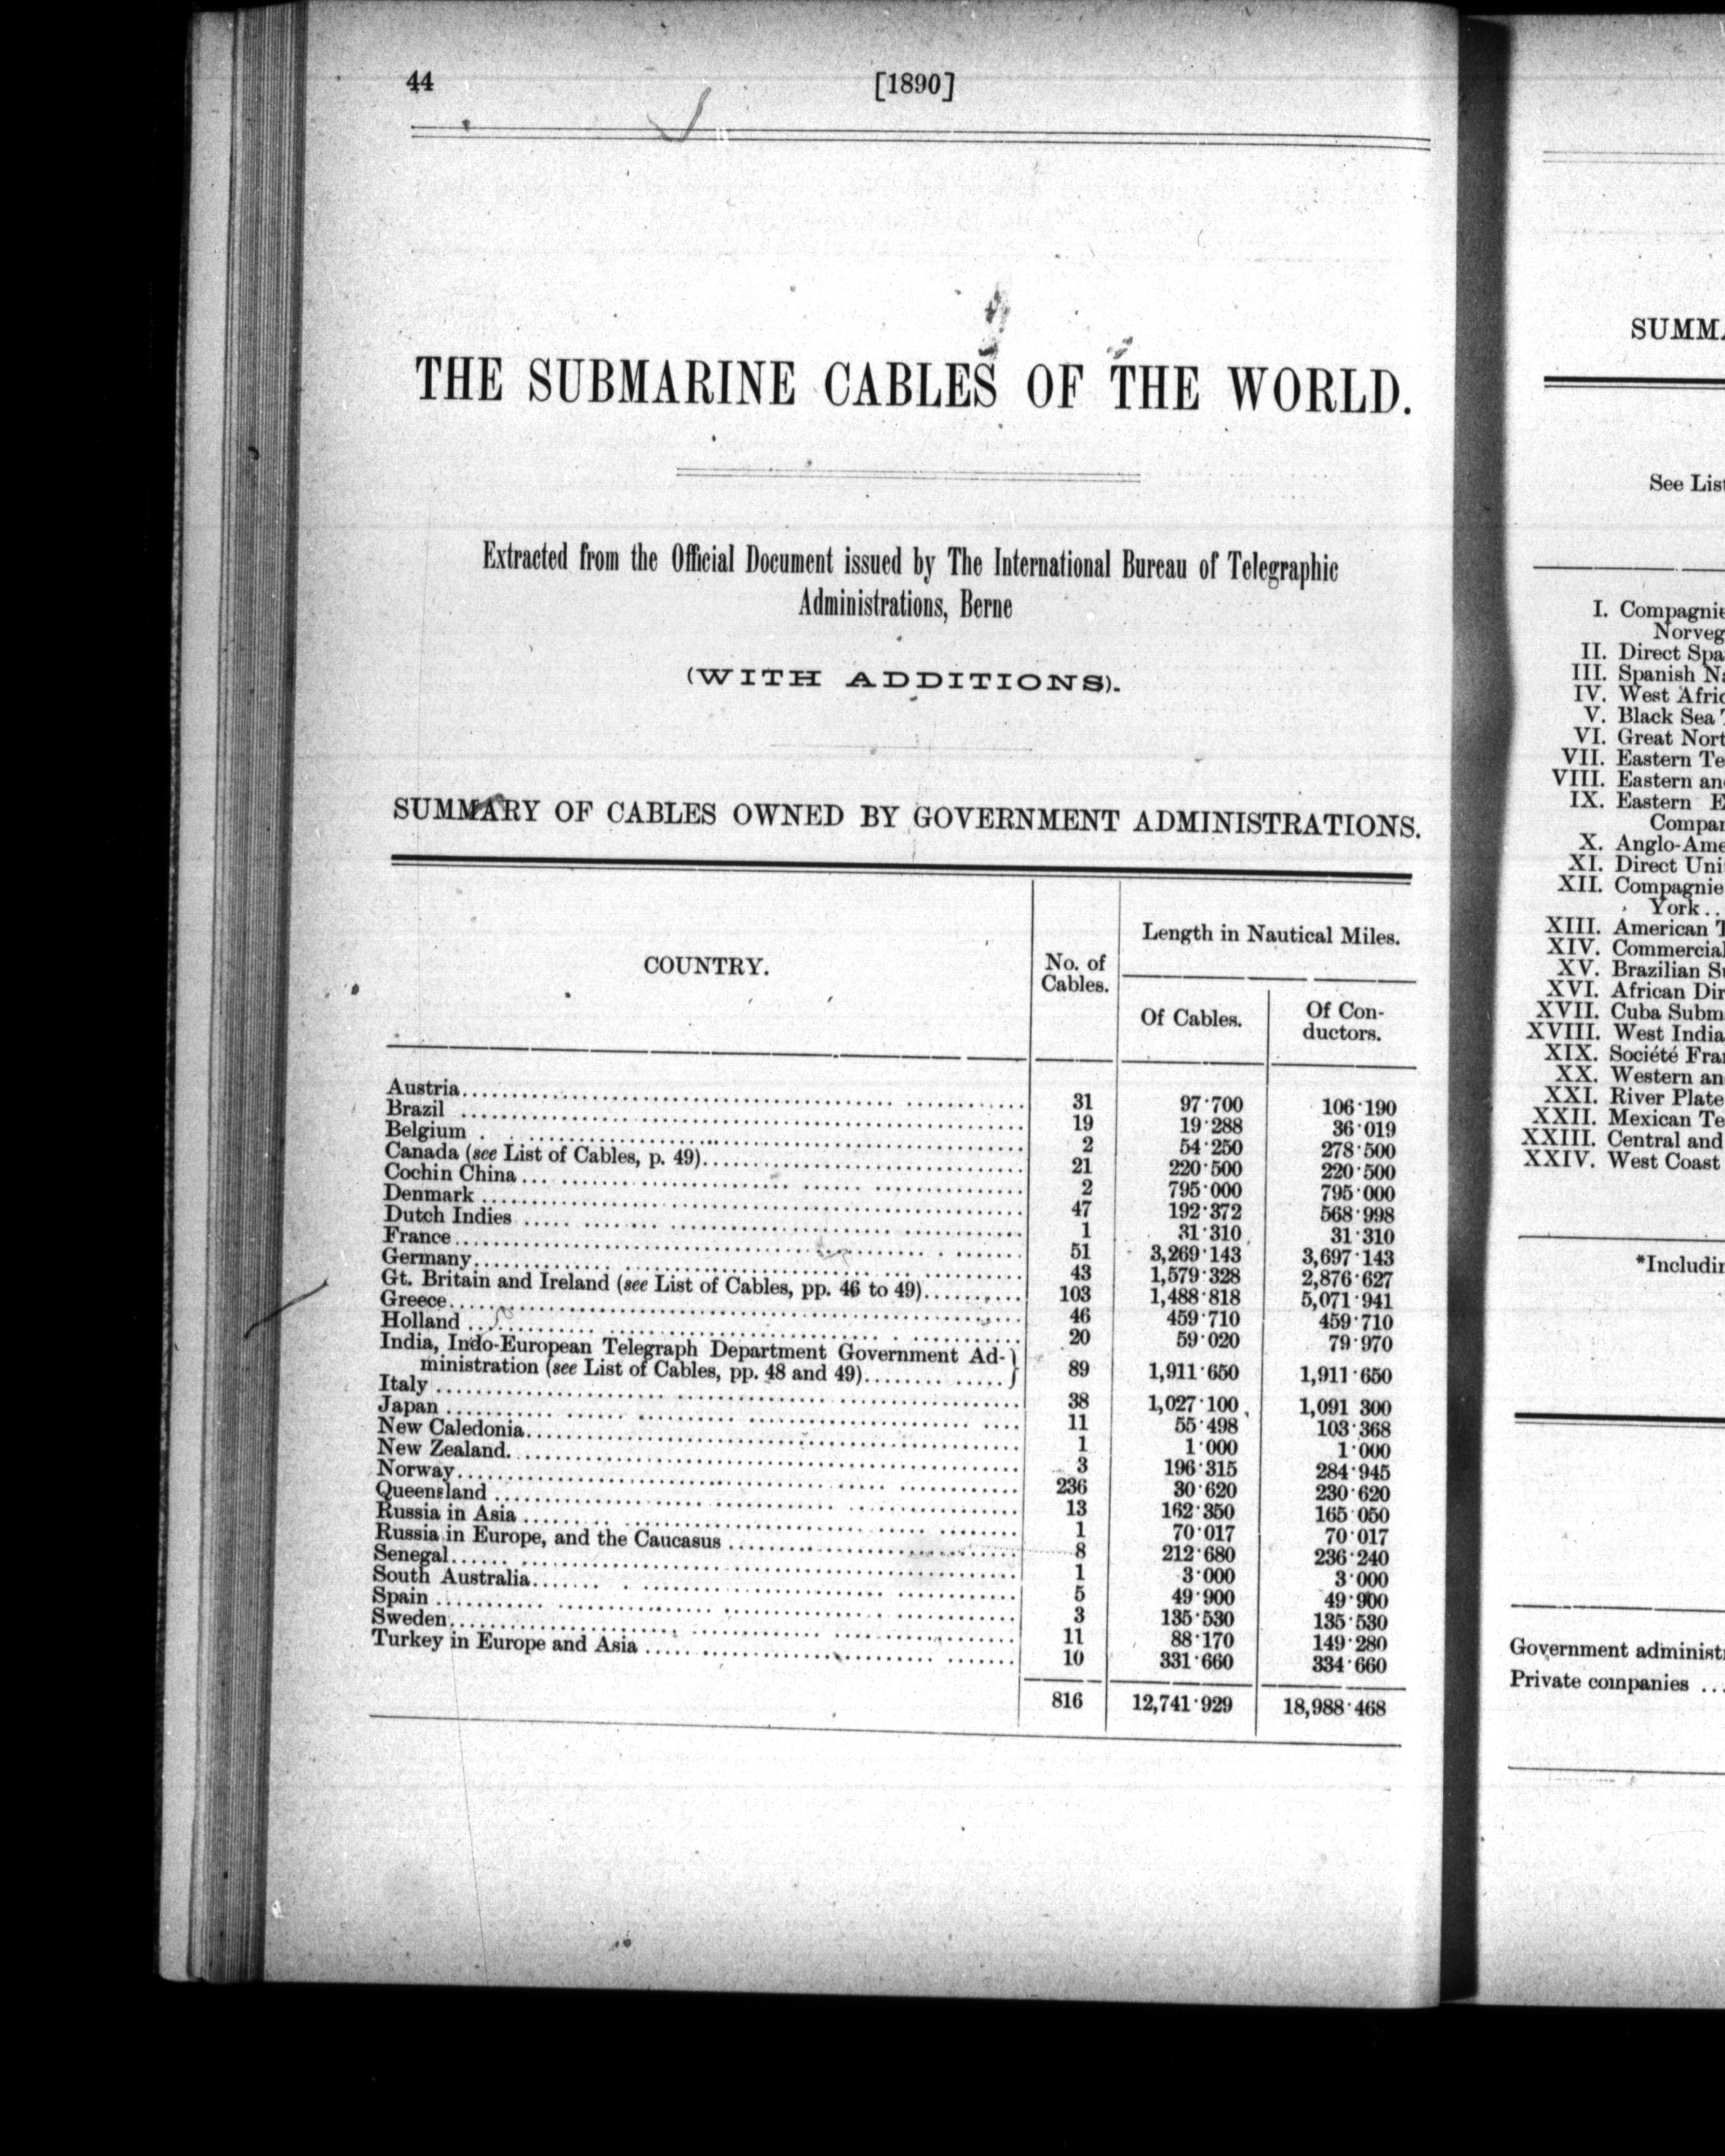 44
[1890]
THE SUBMARINE CABLES OF THE WORLD.
Extracted from the Official Document issued by The International Bureau of Telegraphic
Administrations, Berne
(WITH ADDITIONS).
SUMMARY OF CABLES OWNED BY GOVERNMENT ADMINISTRATIONS.
COUNTRY. No. of Cables. Length in Nautical Miles.
Of Cables. Of Con-ductors.
Austria 31 97·700 106·190
Brazil 19 19·288 36·019
Belgium 2 54·250 278·500
Canada (see List of Cables, p. 49) 21 220·500 220·500
Cochin China 2 795·000 795·000
Denmark 47 192·372 568·998
Dutch Indies 1 31·310 31·310
France 51 3,269·143 3,697·143
Germany 43 1,579·328 2,876·627
Gt. Britain and Ireland (see List of Cables, pp. 46 to 49) 103 1,488·818 5,071·941
Greece 46 459·710 459·710
Holland 20 59·020 79·970
India, Indo-European Telegraph Department Government Ad-
ministration (see List of Cables, pp. 48 and 49) 89 1,911·650 1,911·650
Italy 38 1,027·100 1,091 300
Japan 11 55·498 103·368
New Caledonia 1 1·000 1·000
New Zealand 3 196·315 284·945
Norway 236 30·620 230·620
Queensland 13 162·350 165·050
Russia in Asia 1 70·017 70·017
Russia in Europe, and the Caucasus 8 212·680 236·240
Senegal 1 3·000 3·000
South Australia 5 49·900 49·900
Spain 3 135·530 135·530
Sweden 11 88·170 149·280
Turkey in Europe and Asia 10 331·660 334·660
816 12,741·929 18,988·468
SUMMA
See List
I. Compagnie
Norveg
II. Direct Spa
III. Spanish Na
IV. West Afric
V. Black Sea T
VI. Great Nort
VII. Eastern Te
VIII. Eastern and
IX. Eastern E
Compan
X. Anglo-Ame
XI. Direct Unit
XII. Compagnie
York
XIII. American T
XIV. Commercial
XV. Brazilian Su
XVI. African Dir
XVII. Cuba Subm
XVIII. West India
XIX. Société Fran
XX. Western an
XXI. River Plate
XXII. Mexican Te
XXIII. Central and
XXIV. West Coast
*Includin
Government administr
Private companies